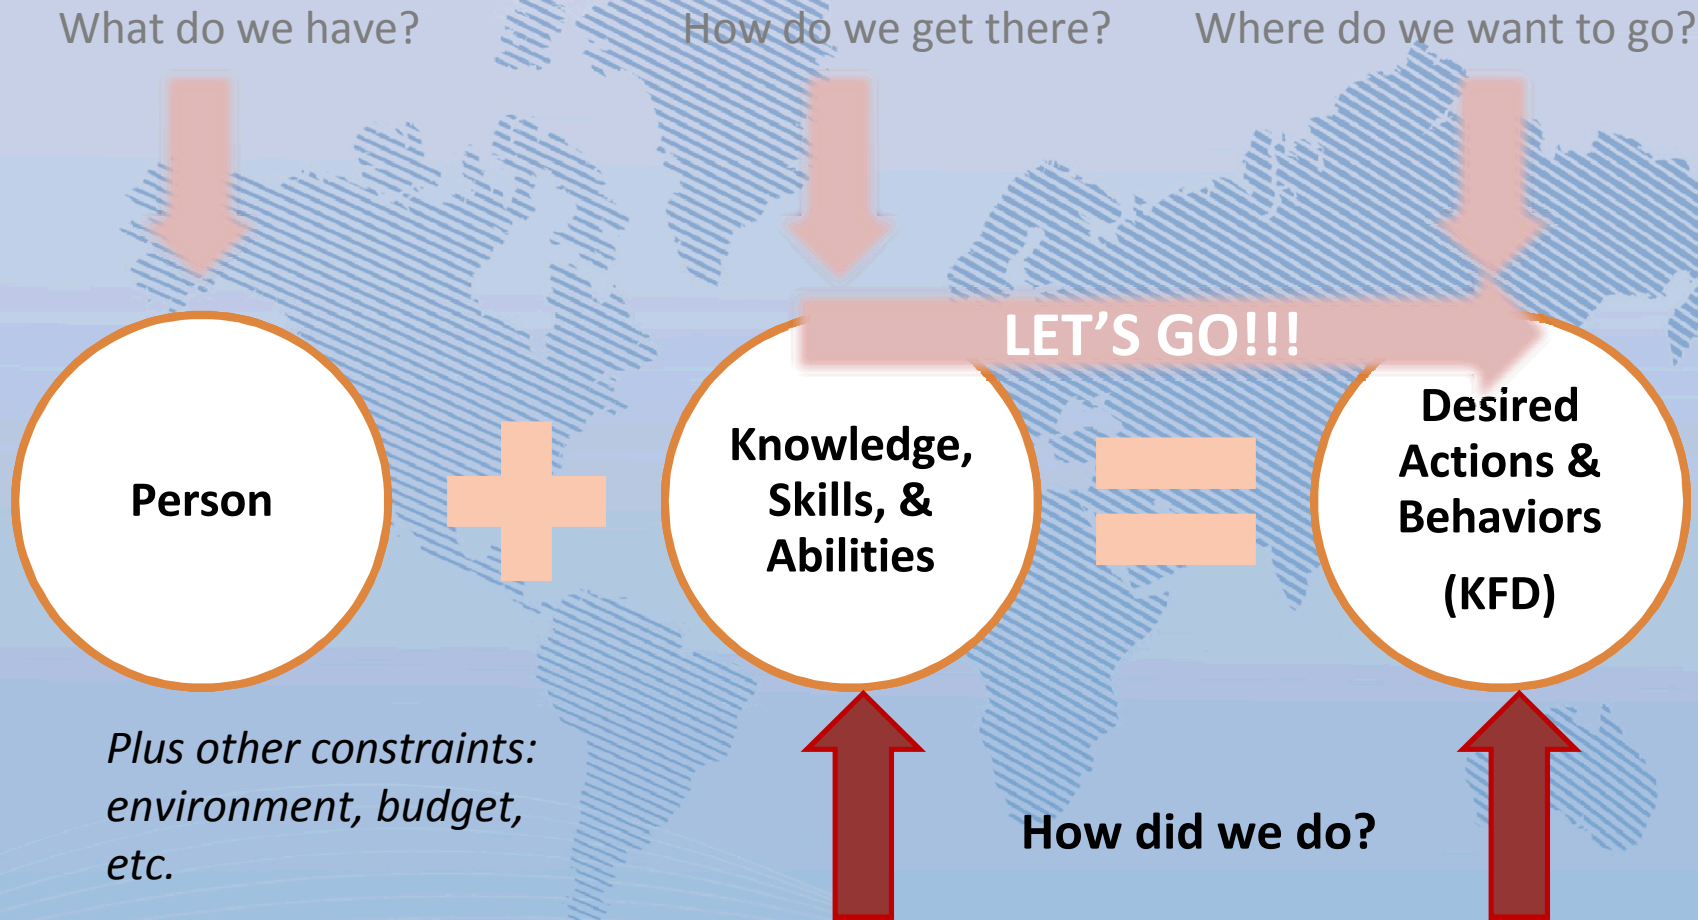 What do we have?
How do we get there?
Where do we want to go?
LET’S GO!!!
Person
Knowledge,
Skills, &
Abilities
Desired
Actions &
Behaviors
(KFD)
Plus other constraints:
environment, budget,
etc.
How did we do?